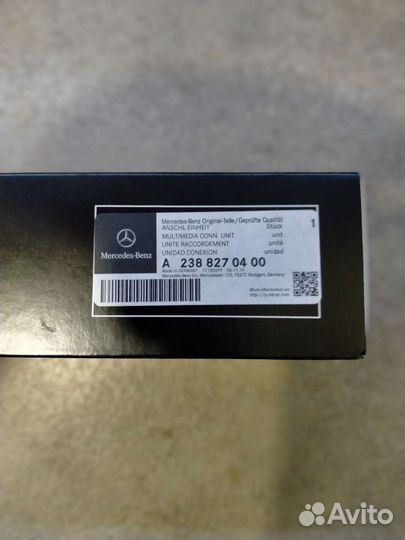 Mercedes-Benz Original-Teile/Geprüfte Qualität
ANSCHL.EINHEIT Stück 1
MULTIMEDIA CONN. UNIT unit
UNITE RACCORDEMENT unité
UNIDAD CONEXION unidad
Mercedes-Benz
A 238 827 04 00
Made in GERMANY
Mercedes-Benz AG, Mercedesstr. 120, 70372 Stuttgart, Germany
More information on
Avito